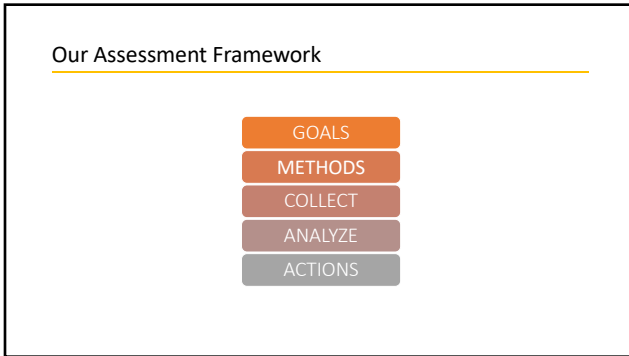 Our Assessment Framework
GOALS
METHODS
COLLECT
ANALYZE
ACTIONS